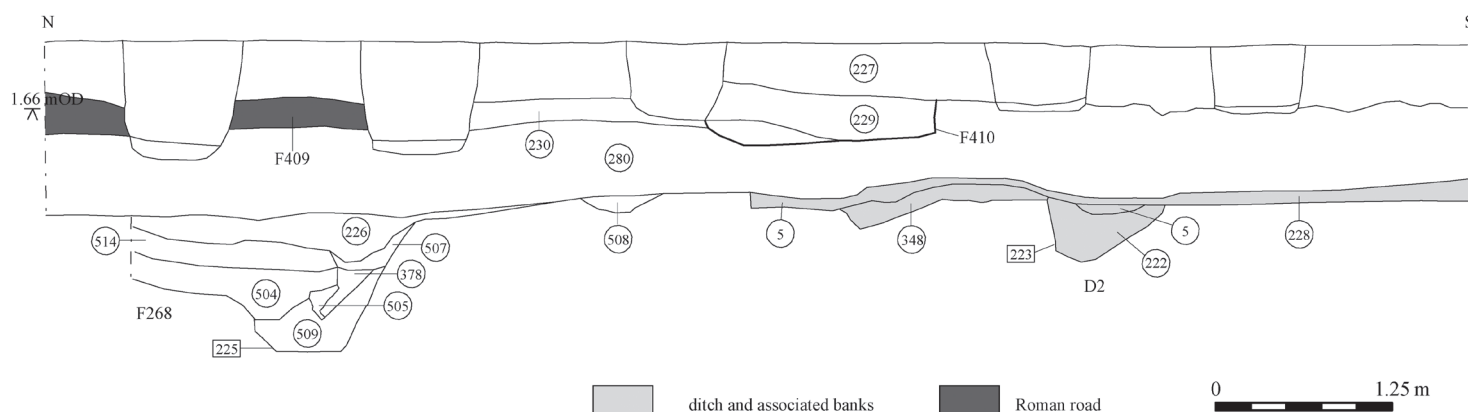 N S
227
1.66 mOD
229
230 F410
F409 280
226 508 5 348 5 228
514 507
378 223 222
504 D2
F268 505
509
225
0 1.25 m
ditch and associated banks Roman road